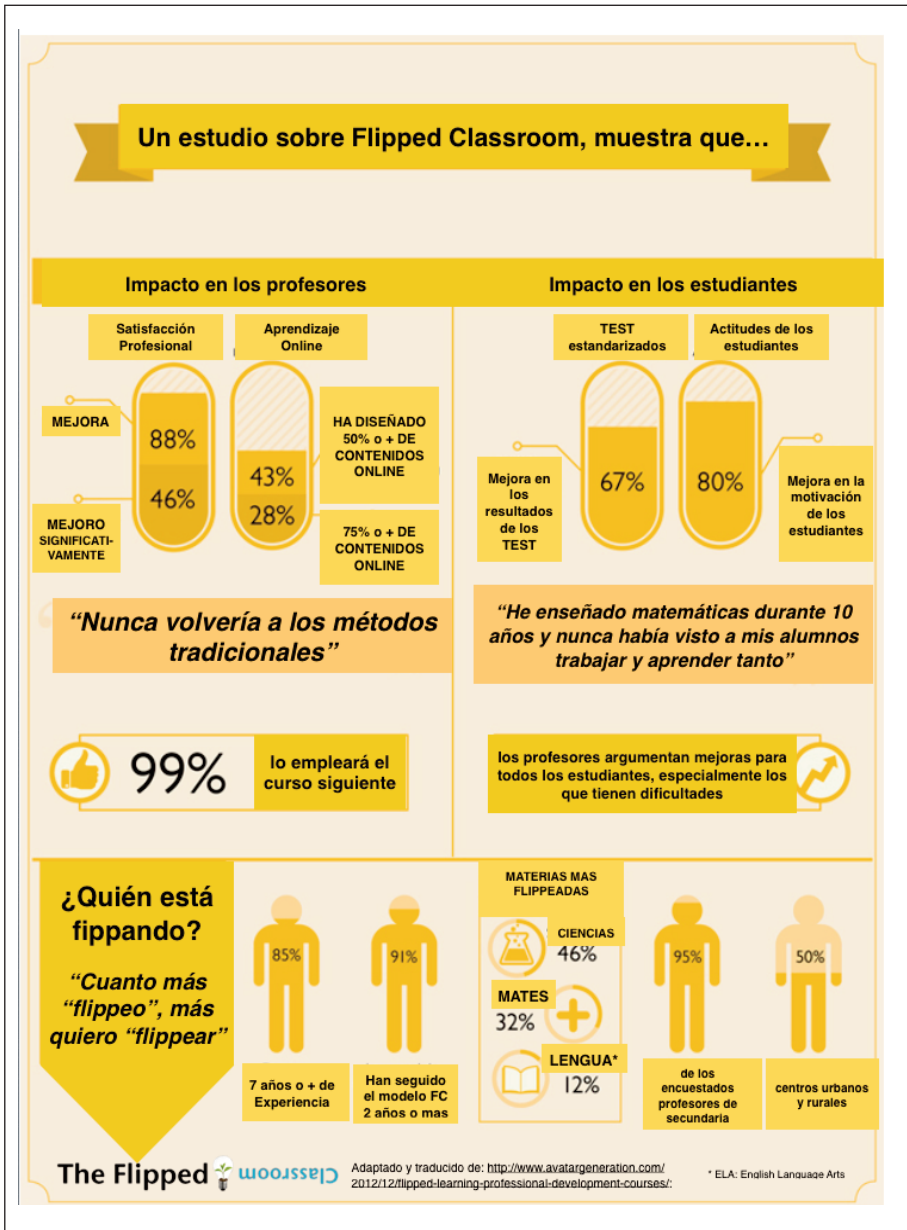 Un estudio sobre Flipped Classroom, muestra que...
Impacto en los profesores
Impacto en los estudiantes
Satisfacción
Profesional
Aprendizaje
Online
MEJORA
88%
46%
MEJORO
SIGNIFICATI-
VAMENTE
43%
28%
HA DISEÑADO
50% o + DE
CONTENIDOS
ONLINE
75% o + DE
CONTENIDOS
ONLINE
TEST
estandarizados
Actitudes de los
estudiantes
Mejora en
los
resultados
de los
TEST
67%
80%
Mejora en la
motivación
de los
estudiantes
“Nunca volvería a los métodos
tradicionales”
“He enseñado matemáticas durante 10
años y nunca había visto a mis alumnos
trabajar y aprender tanto”
99%
lo empleará el
curso siguiente
los profesores argumentan mejoras para
todos los estudiantes, especialmente los
que tienen dificultades
¿Quién está
fippando?
“Cuanto más
“flippeo”, más
quiero “flippear”
85%
7 años o + de
Experiencia
91%
Han seguido
el modelo FC
2 años o mas
MATERIAS MAS
FLIPPEADAS
CIENCIAS
46%
MATES
32%
LENGUA*
12%
95%
de los
encuestados
profesores de
secundaria
50%
centros urbanos
y rurales
The Flipped Classroom
Adaptado y traducido de: http://www.avatargeneration.com/
2012/12/flipped-learning-professional-development-courses/:
* ELA: English Language Arts